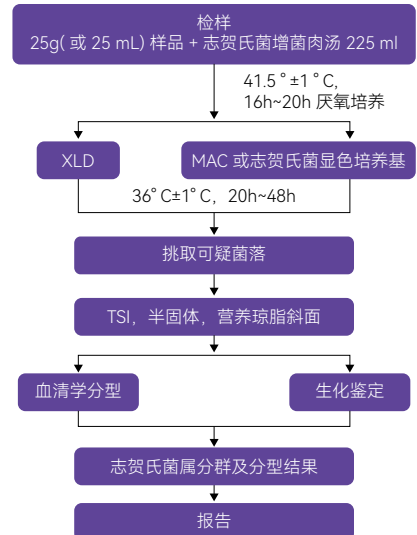 检样
25g( 或 25 mL) 样品 + 志贺氏菌增菌肉汤 225 ml
41.5 ° ±1 ° C,
16h~20h 厌氧培养
XLD
MAC 或志贺氏菌显色培养基
36° C±1° C，20h~48h
挑取可疑菌落
TSI，半固体，营养琼脂斜面
血清学分型
生化鉴定
志贺氏菌属分群及分型结果
报告